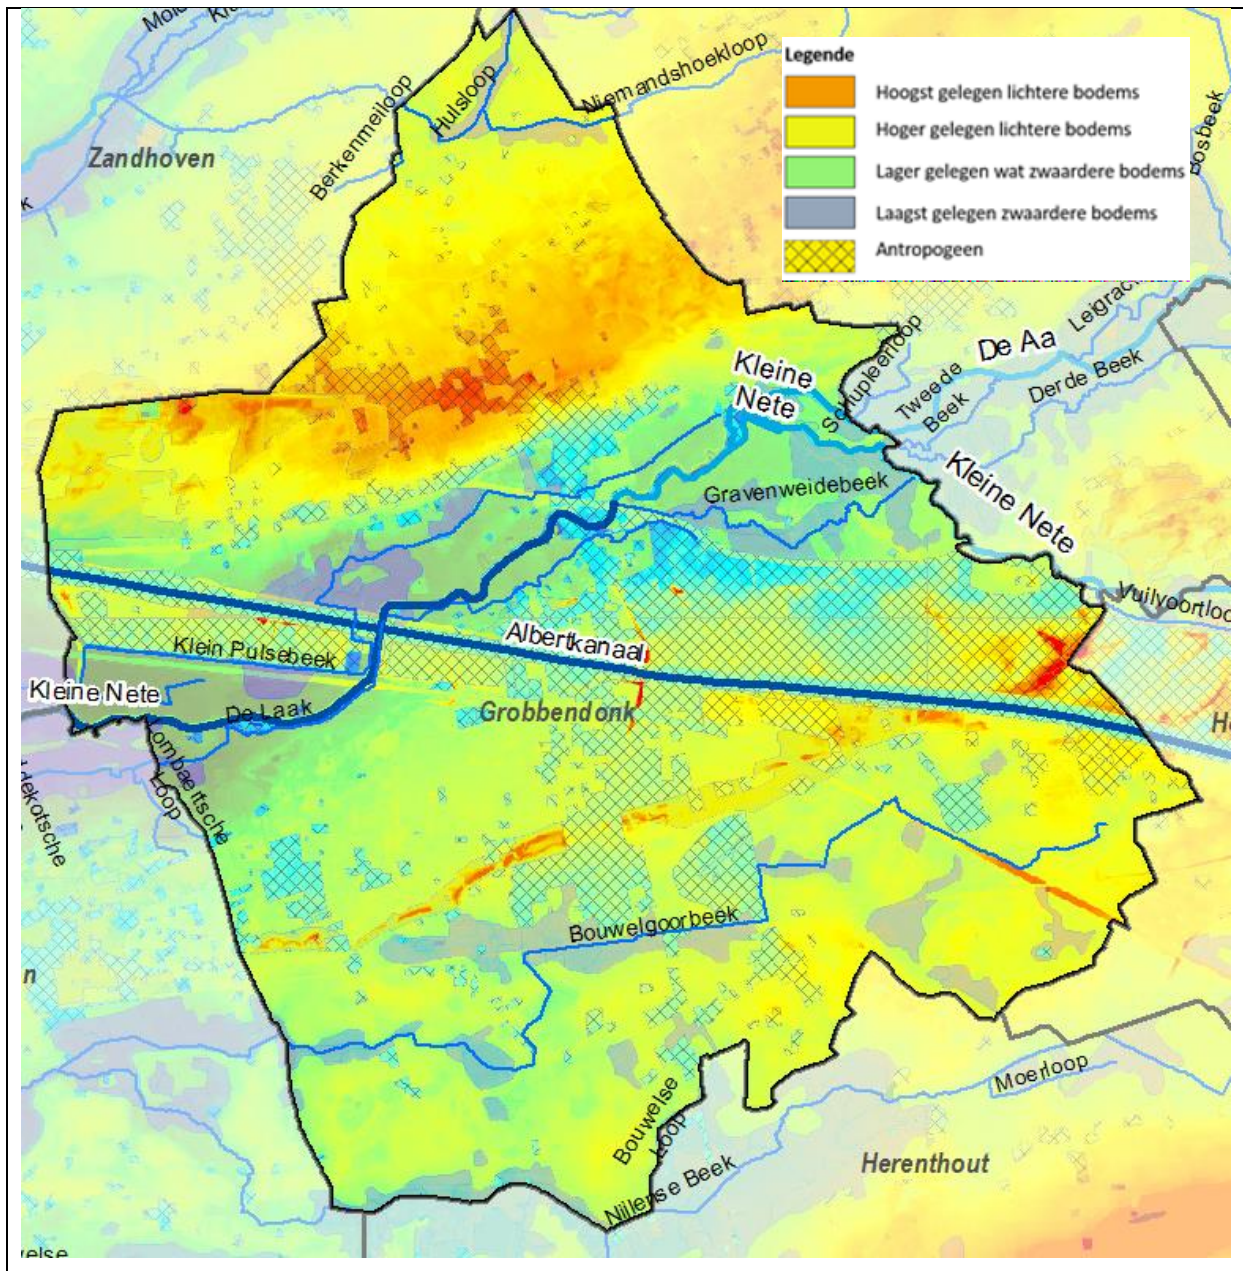 Legende
Hoogst gelegen lichtere bodems
Hoger gelegen lichtere bodems
Lager gelegen wat zwaardere bodems
Laagst gelegen zwaardere bodems
Antropogeen
Niemandshoekloop
Hulsloop
Berkenmeiloop
Zandhoven
Bosbeek
De Aa
Schupleerloop
Tweede
Beek
Derde Beek
Kleine
Nete
Kleine Nete
Gravenweidebeek
Albertkanaal
Klein Pulsebeek
Kleine Nete
De Laak
Grobbendonk
Loop
Bouwelgoorbeek
Moerloop
Bouwelse
Loop
Nijlense Beek
Herenthout